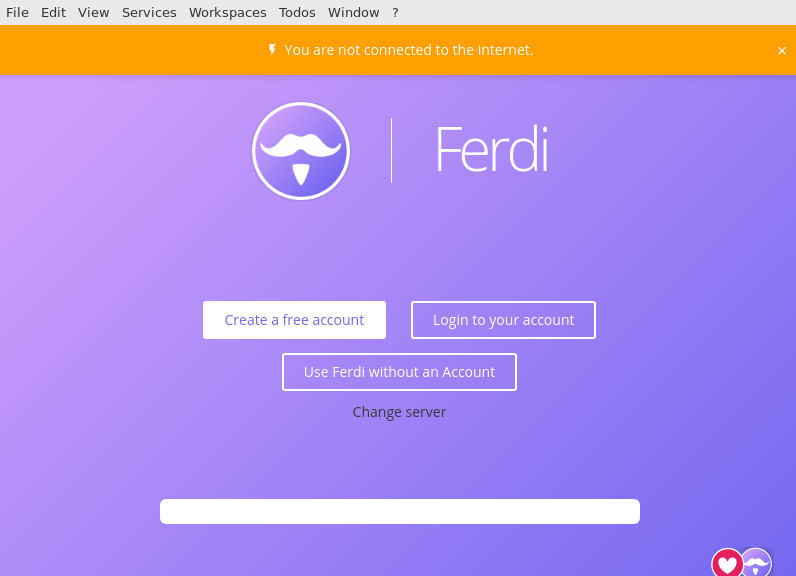 File Edit View Services Workspaces Todos Window ?
You are not connected to the internet. ×
Ferdi
Create a free account Login to your account
Use Ferdi without an Account
Change server